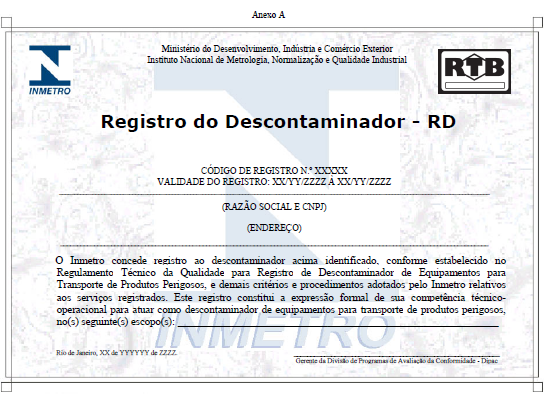 Anexo A
Ministério do Desenvolvimento, Indústria e Comércio Exterior
Instituto Nacional de Metrologia, Normalização e Qualidade Industrial
INMETRO
RTB
Registro do Descontaminador - RD
CÓDIGO DE REGISTRO N.º XXXXX
VALIDADE DO REGISTRO: XX/YY/ZZZZ A XX/YY/ZZZZ
(RAZÃO SOCIAL E CNPJ)
(ENDEREÇO)
O Inmetro concede registro ao descontaminador acima identificado, conforme estabelecido no
Regulamento Técnico da Qualidade para Registro de Descontaminador de Equipamentos para
Transporte de Produtos Perigosos, e demais critérios e procedimentos adotados pelo Inmetro relativos
aos serviços registrados. Este registro constitui a expressão formal de sua competência técnico-
operacional para atuar como descontaminador de equipamentos para transporte de produtos perigosos,
no(s) seguinte(s) escopo(s):
INMETRO
Rio de Janeiro, XX de YYYYYY de ZZZZ.
Gerente da Divisão de Programas de Avaliação da Conformidade - Dipac